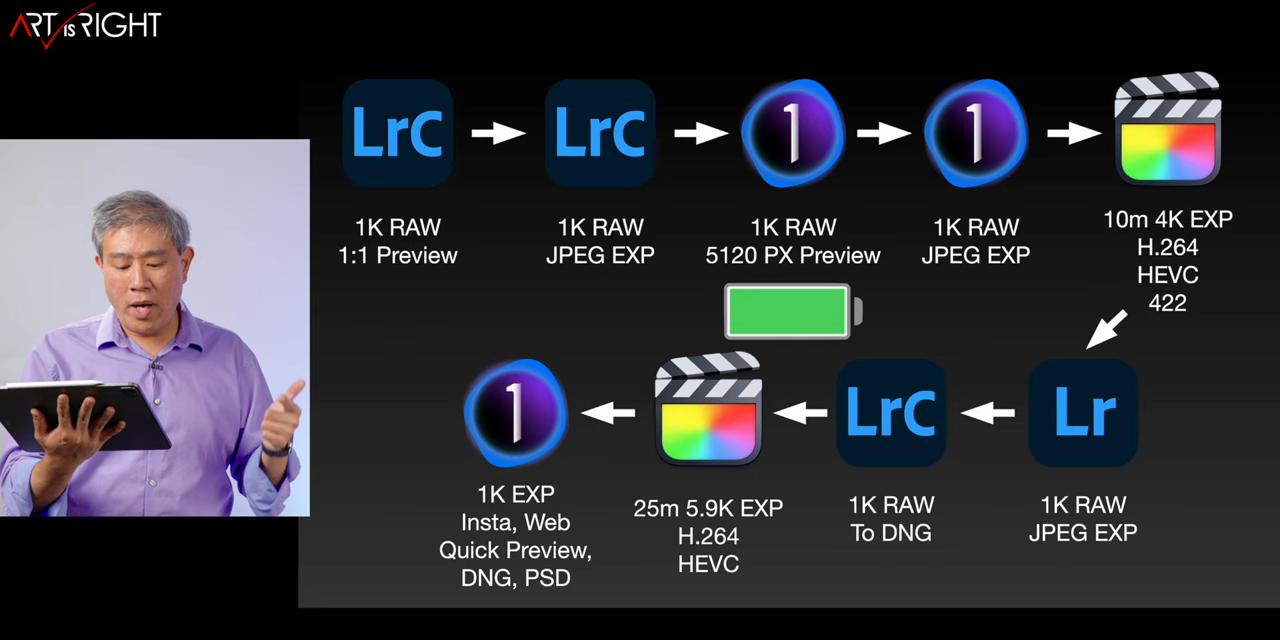 ART IS RIGHT
LrC
LrC
1
1
1K RAW
1:1 Preview
1K RAW
JPEG EXP
1K RAW
5120 PX Preview
1K RAW
JPEG EXP
10m 4K EXP
H.264
HEVC
422
1
LrC
Lr
1K EXP
Insta, Web
Quick Preview,
DNG, PSD
25m 5.9K EXP
H.264
HEVC
1K RAW
To DNG
1K RAW
JPEG EXP